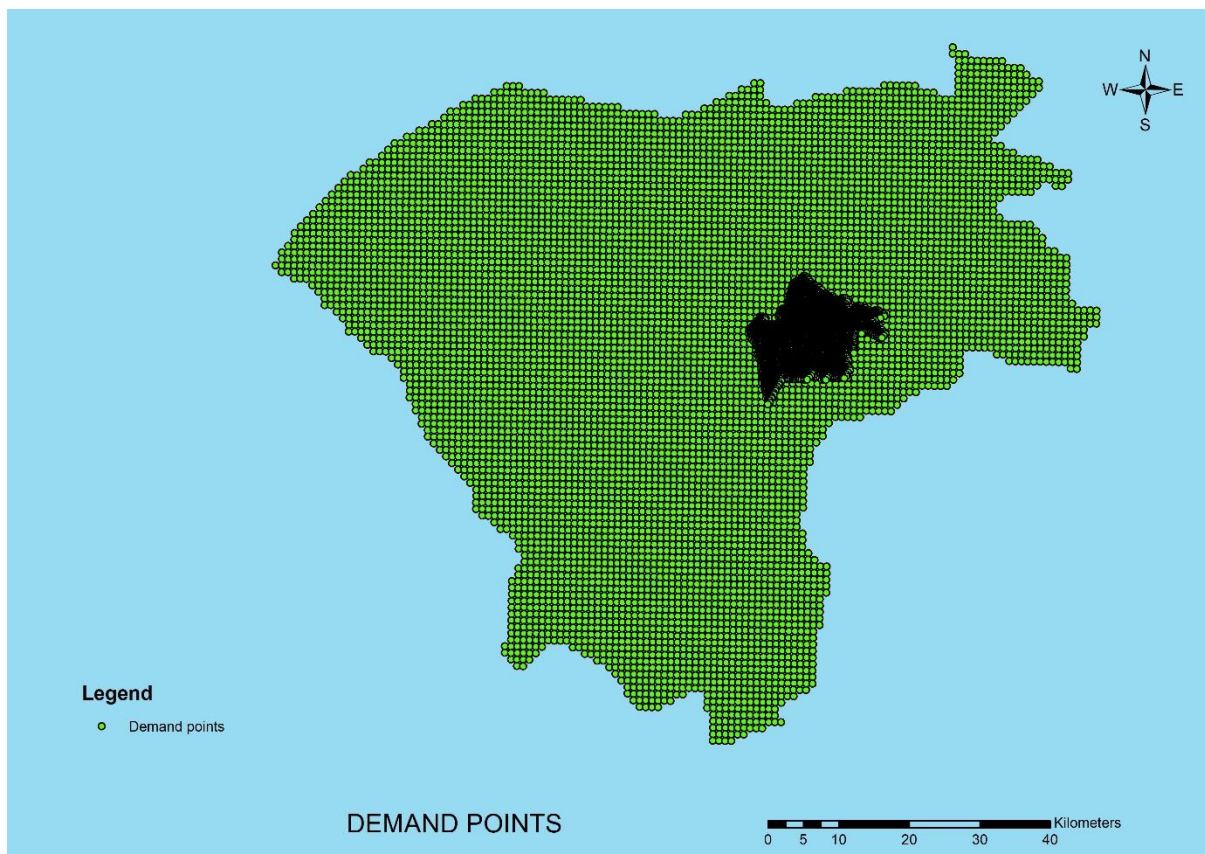 N
W E
S
Legend
Demand points
DEMAND POINTS
Kilometers
0 5 10 20 30 40